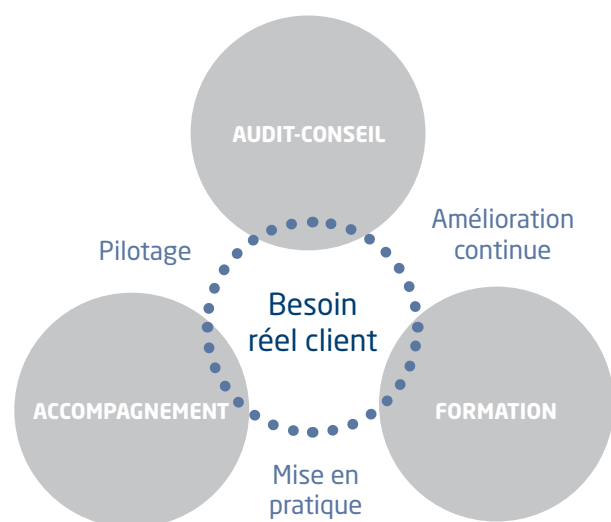 AUDIT-CONSEIL
Pilotage
Amélioration
continue
Besoin
réel client
ACCOMPAGNEMENT
FORMATION
Mise en
pratique